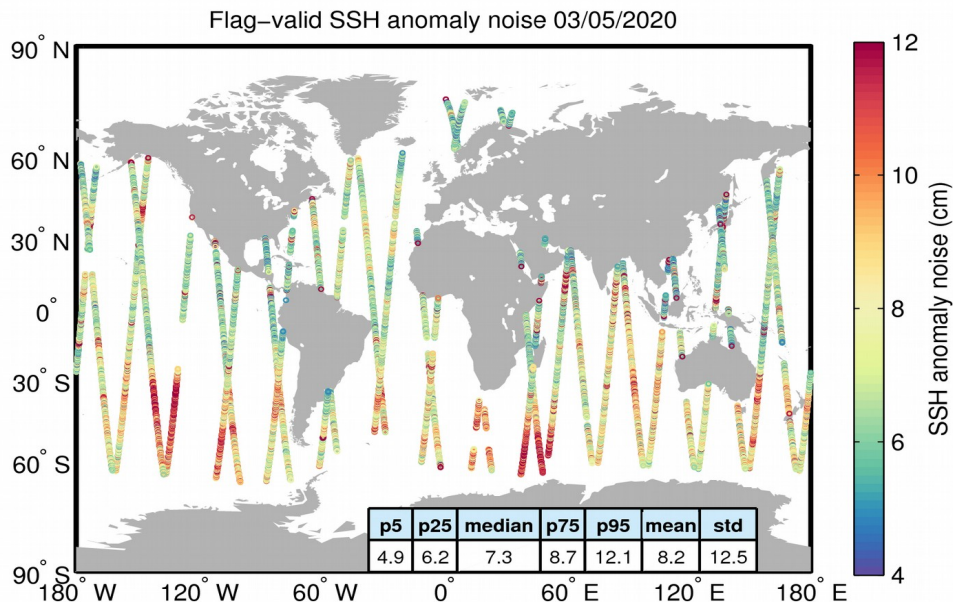 Flag−valid SSH anomaly noise 03/05/2020
90° N
60° N
30° N
0°
30° S
60° S
90° S
180° W
120° W
60° W
0°
60° E
120° E
180° E
p5 p25 median p75 p95 mean std
4.9 6.2 7.3 8.7 12.1 8.2 12.5
12
10
8
6
4
SSH anomaly noise (cm)